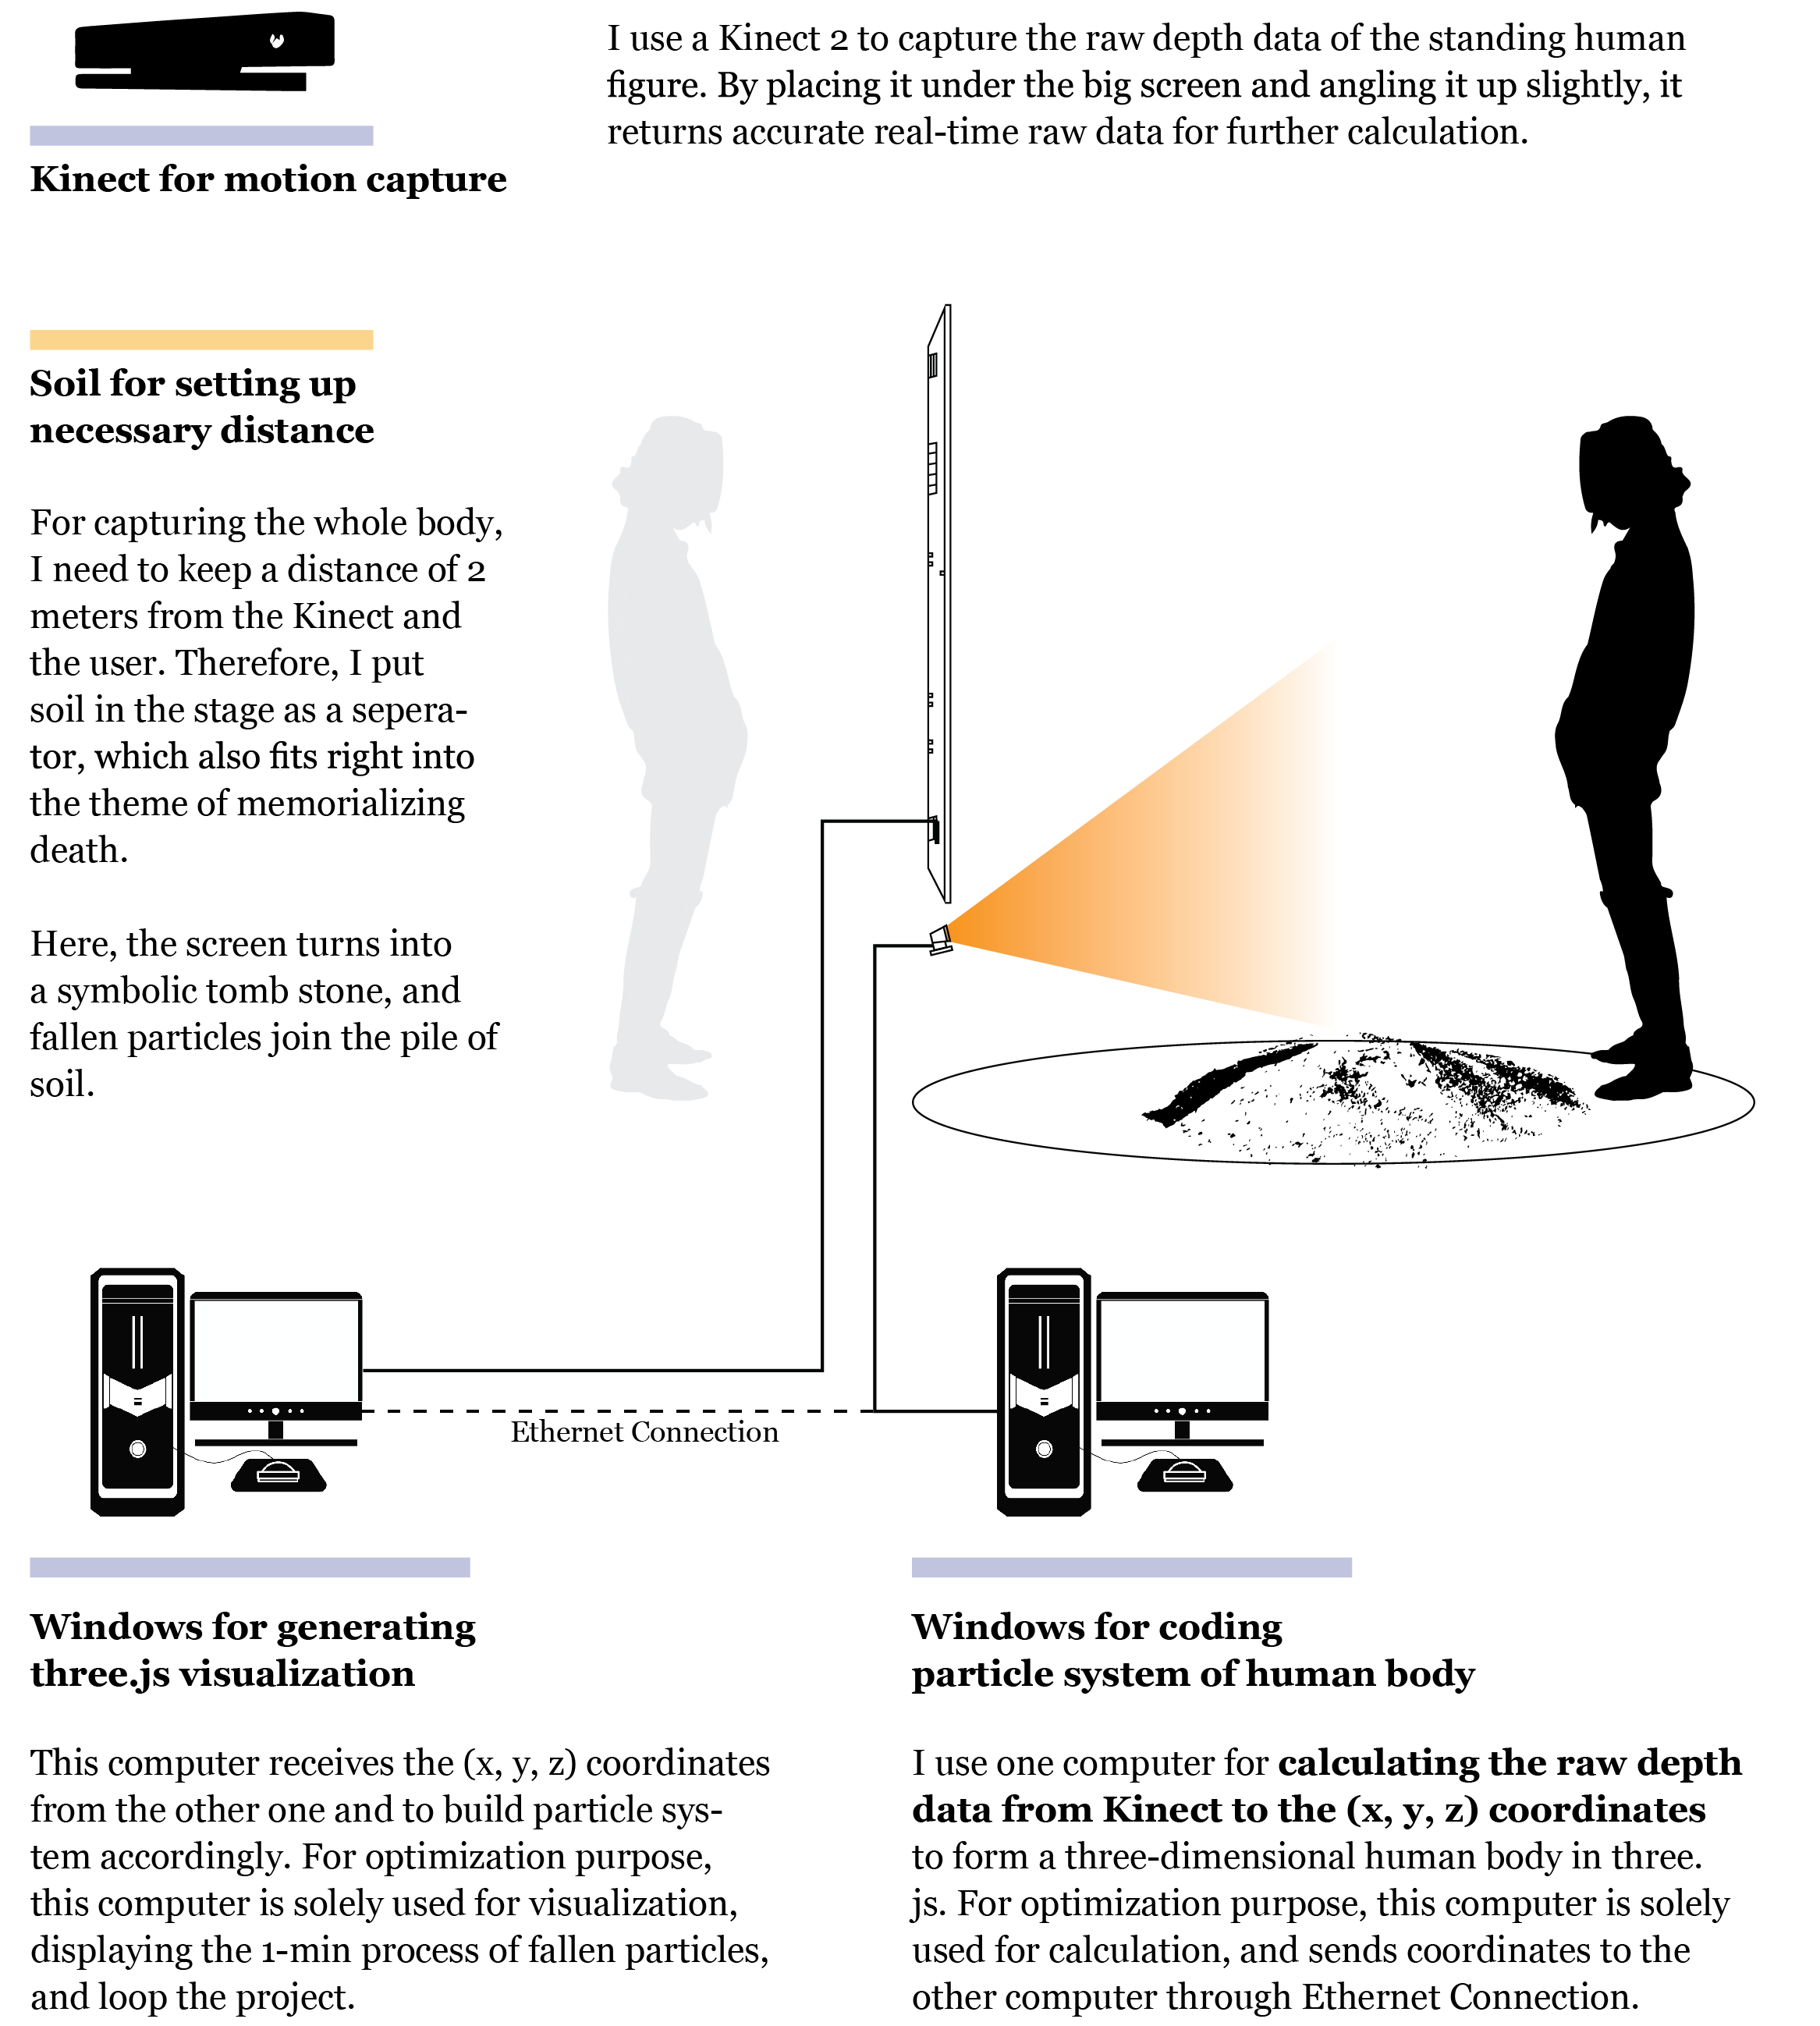 I use a Kinect 2 to capture the raw depth data of the standing human
figure. By placing it under the big screen and angling it up slightly, it
returns accurate real-time raw data for further calculation.
Kinect for motion capture
Soil for setting up
necessary distance
For capturing the whole body,
I need to keep a distance of 2
meters from the Kinect and
the user. Therefore, I put
soil in the stage as a sepera-
tor, which also fits right into
the theme of memorializing
death.
Here, the screen turns into
a symbolic tomb stone, and
fallen particles join the pile of
soil.
Ethernet Connection
Windows for generating
three.js visualization
This computer receives the (x, y, z) coordinates
from the other one and to build particle sys-
tem accordingly. For optimization purpose,
this computer is solely used for visualization,
displaying the 1-min process of fallen particles,
and loop the project.
Windows for coding
particle system of human body
I use one computer for calculating the raw depth
data from Kinect to the (x, y, z) coordinates
to form a three-dimensional human body in three.
js. For optimization purpose, this computer is solely
used for calculation, and sends coordinates to the
other computer through Ethernet Connection.